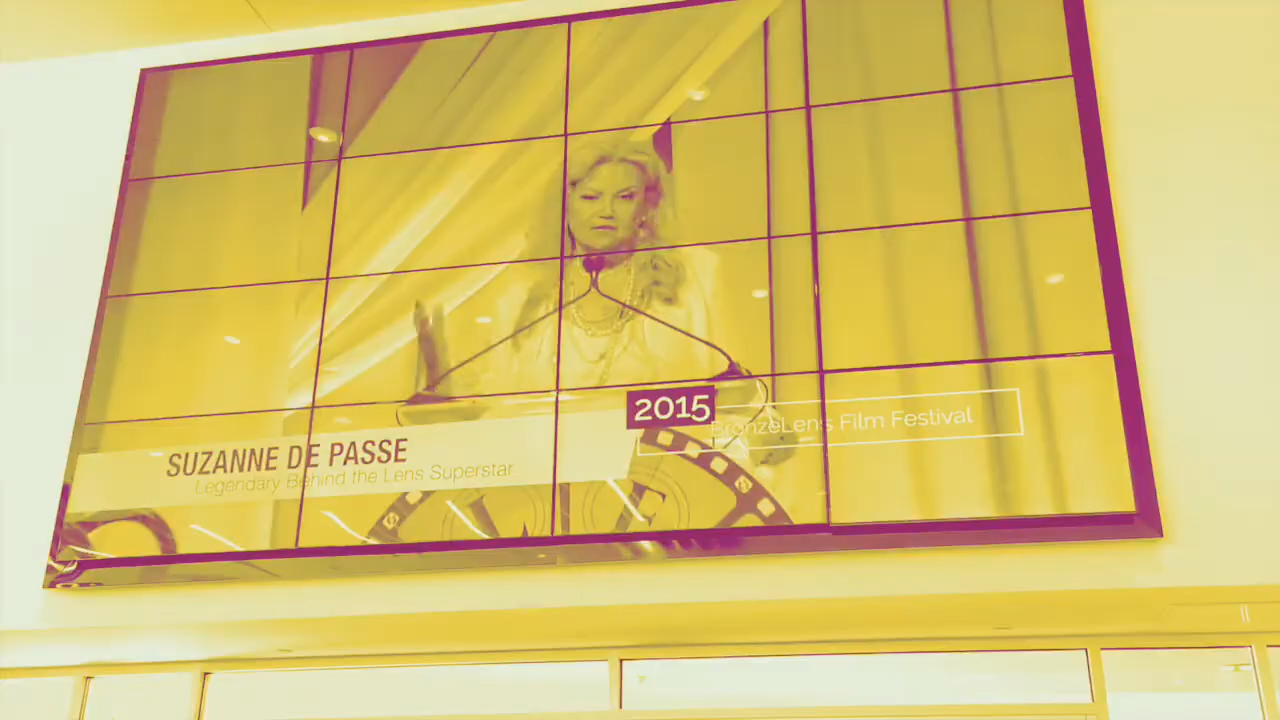 SUZANNE DE PASSE
Legendary Behind the Lens Superstar
2015
BronzeLens Film Festival